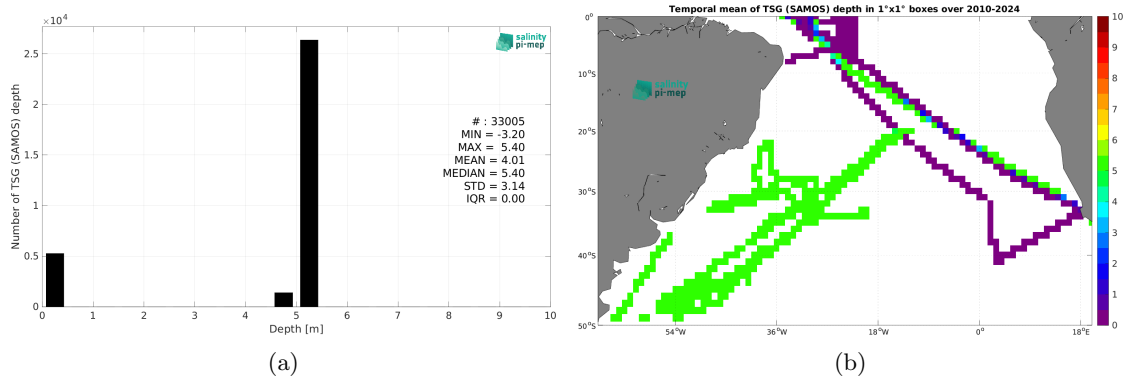 ×10⁴
2.5
2
1.5
1
0.5
0
0 1 2 3 4 5 6 7 8 9 10
Number of TSG (SAMOS) depth
Depth [m]
salinity
pi-mep
# : 33005
MIN = -3.20
MAX = 5.40
MEAN = 4.01
MEDIAN = 5.40
STD = 3.14
IQR = 0.00
(a)
Temporal mean of TSG (SAMOS) depth in 1°x1° boxes over 2010-2024
0°
10°S
20°S
30°S
40°S
50°S
54°W 36°W 18°W 0° 18°E
salinity
pi-mep
10
9
8
7
6
5
4
3
2
1
0
(b)